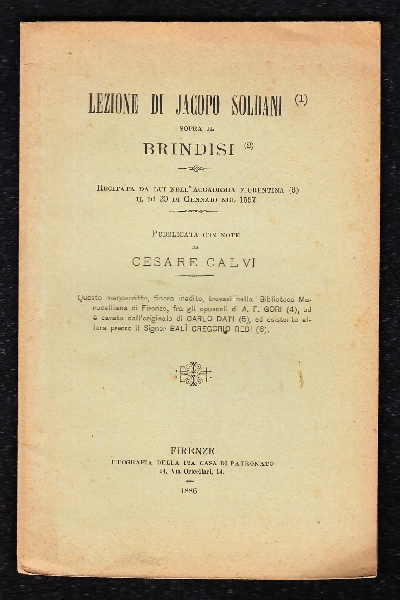 LEZIONE DI JACOPO SOLDANI (1)
SOPRA IL
BRINDISI (2)
RECITATA DA LUI NELL'ACCADEMIA FIORENTINA (3)
IL DÌ 20 DI GENNAIO NEL 1587
PUBBLICATA CON NOTE
DA
CESARE CALVI
Questo manoscritto, finora inedito, trovasi nella Biblioteca Ma-
rucelliana di Firenze, fra gli opuscoli di A. F. GORI (4), ed
è cavato dall'originale di CARLO DATI (5), ed esistente al-
lora presso il Signor BALÌ GREGORIO REDI (6).
FIRENZE
TIPOGRAFIA DELLA PIA CASA DI PATRONATO
14, Via Oricellari, 14.
1886